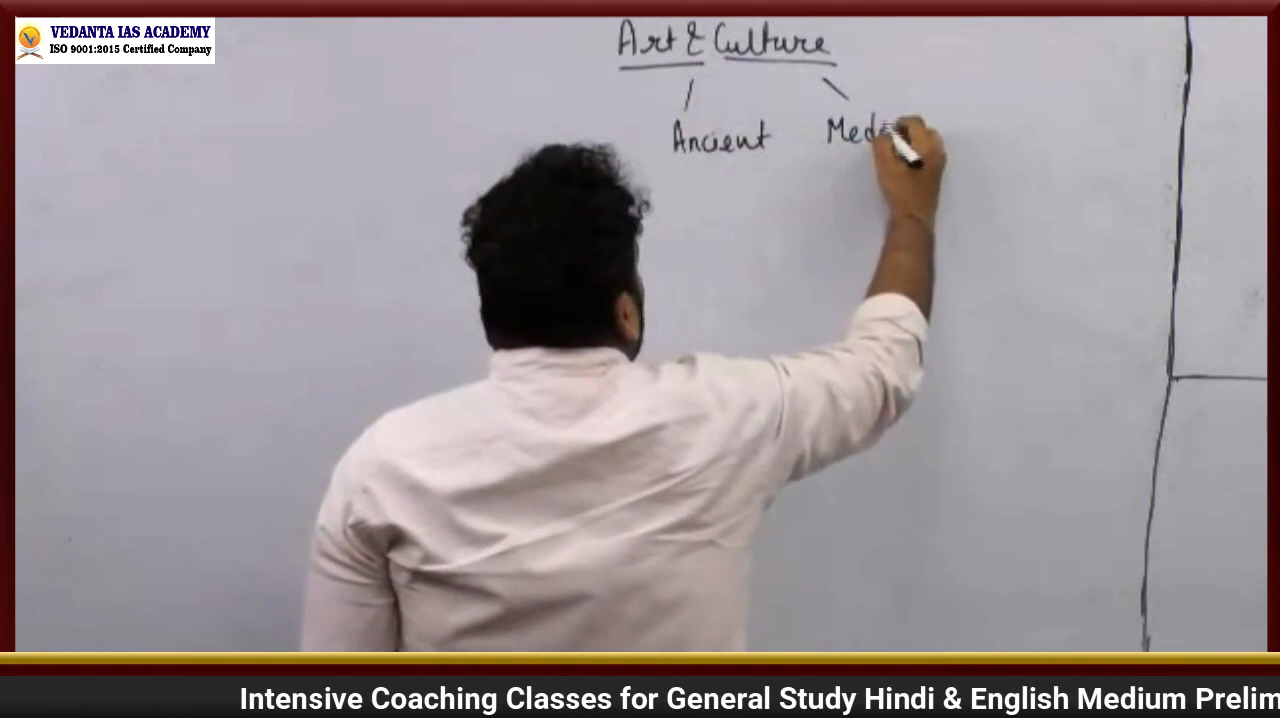 VEDANTA IAS ACADEMY
ISO 9001:2015 Certified Company
Art & Culture
Ancient
Intensive Coaching Classes for General Study Hindi & English Medium